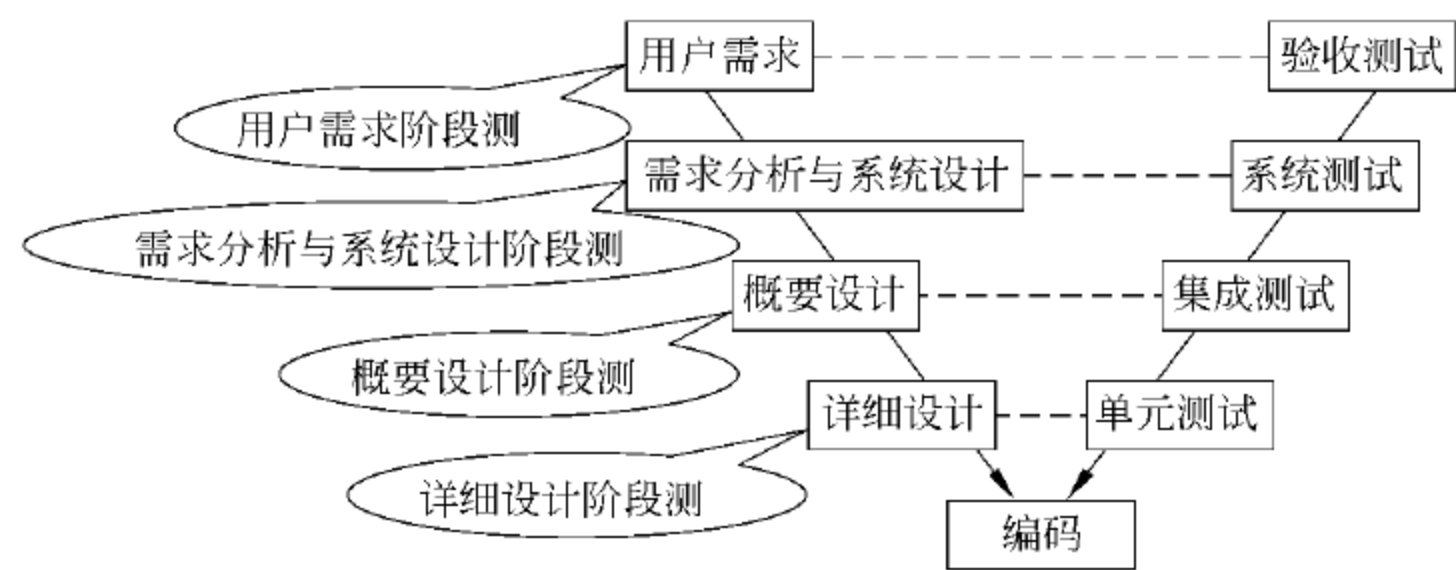 用户需求
验收测试
用户需求阶段测
需求分析与系统设计
系统测试
需求分析与系统设计阶段测
概要设计
集成测试
概要设计阶段测
详细设计
单元测试
详细设计阶段测
编码